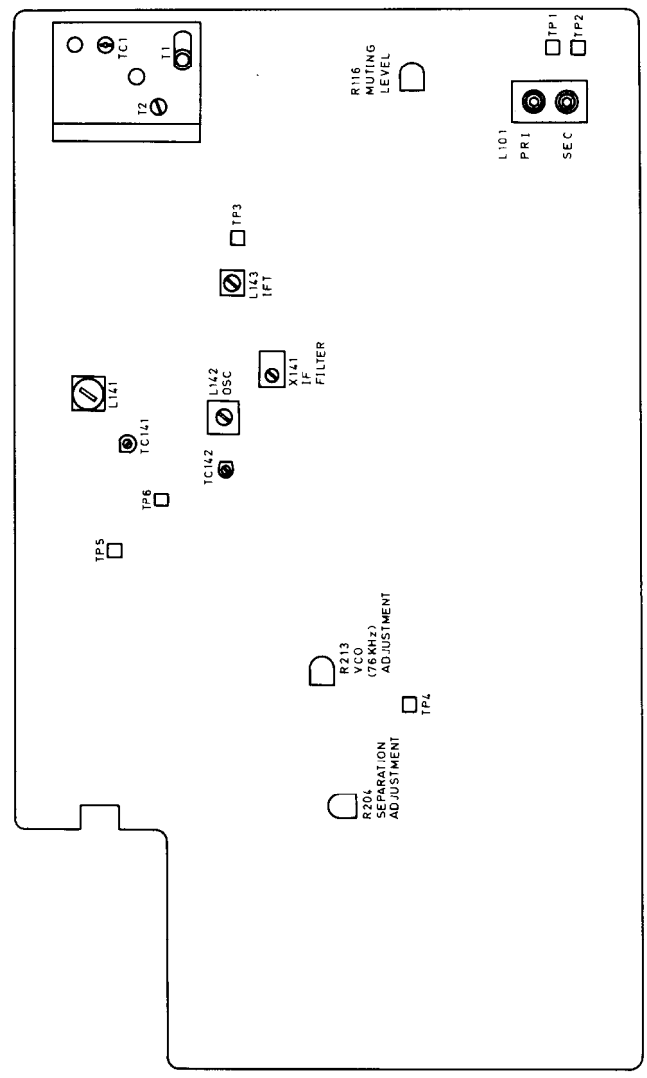 TC1
T1
T2
R116
MUTING
LEVEL
TP1
TP2
L101
PRI
SEC
TP3
L143
IFT
X141
IF
FILTER
L142
OSC
L141
TC141
TC142
TP6
TP5
R213
VCO
(76KHz)
ADJUSTMENT
TP4
R204
SEPARATION
ADJUSTMENT